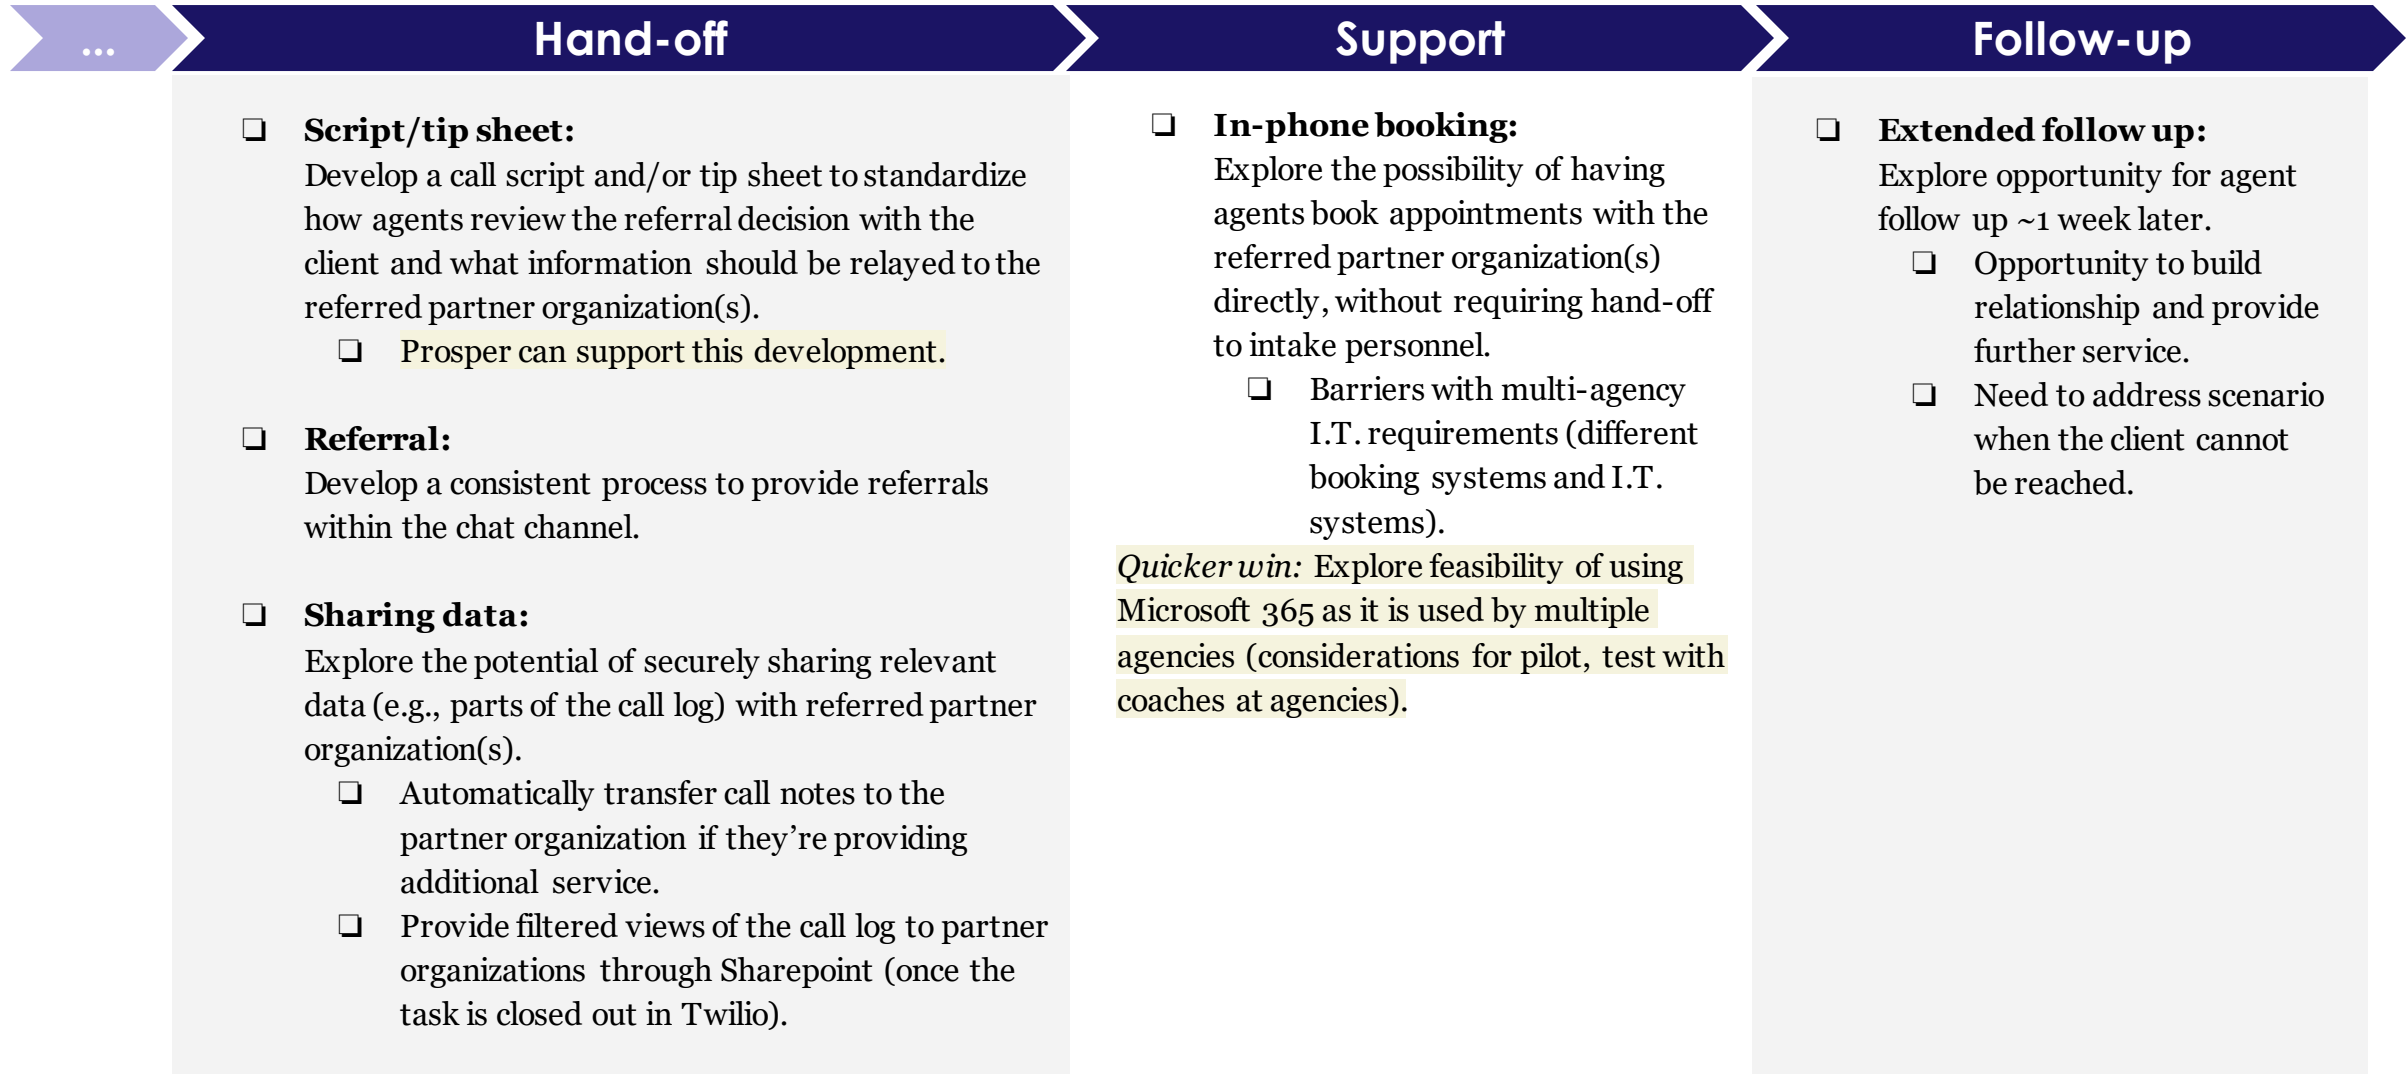 ...
Hand-off
Support
Follow-up
❏ Script/tip sheet:
Develop a call script and/or tip sheet to standardize
how agents review the referral decision with the
client and what information should be relayed to the
referred partner organization(s).
❏ Prosper can support this development.
❏ Referral:
Develop a consistent process to provide referrals
within the chat channel.
❏ Sharing data:
Explore the potential of securely sharing relevant
data (e.g., parts of the call log) with referred partner
organization(s).
❏ Automatically transfer call notes to the
partner organization if they’re providing
additional service.
❏ Provide filtered views of the call log to partner
organizations through Sharepoint (once the
task is closed out in Twilio).
❏ In-phone booking:
Explore the possibility of having
agents book appointments with the
referred partner organization(s)
directly, without requiring hand-off
to intake personnel.
❏ Barriers with multi-agency
I.T. requirements (different
booking systems and I.T.
systems).
Quicker win: Explore feasibility of using
Microsoft 365 as it is used by multiple
agencies (considerations for pilot, test with
coaches at agencies).
❏ Extended follow up:
Explore opportunity for agent
follow up ~1 week later.
❏ Opportunity to build
relationship and provide
further service.
❏ Need to address scenario
when the client cannot
be reached.